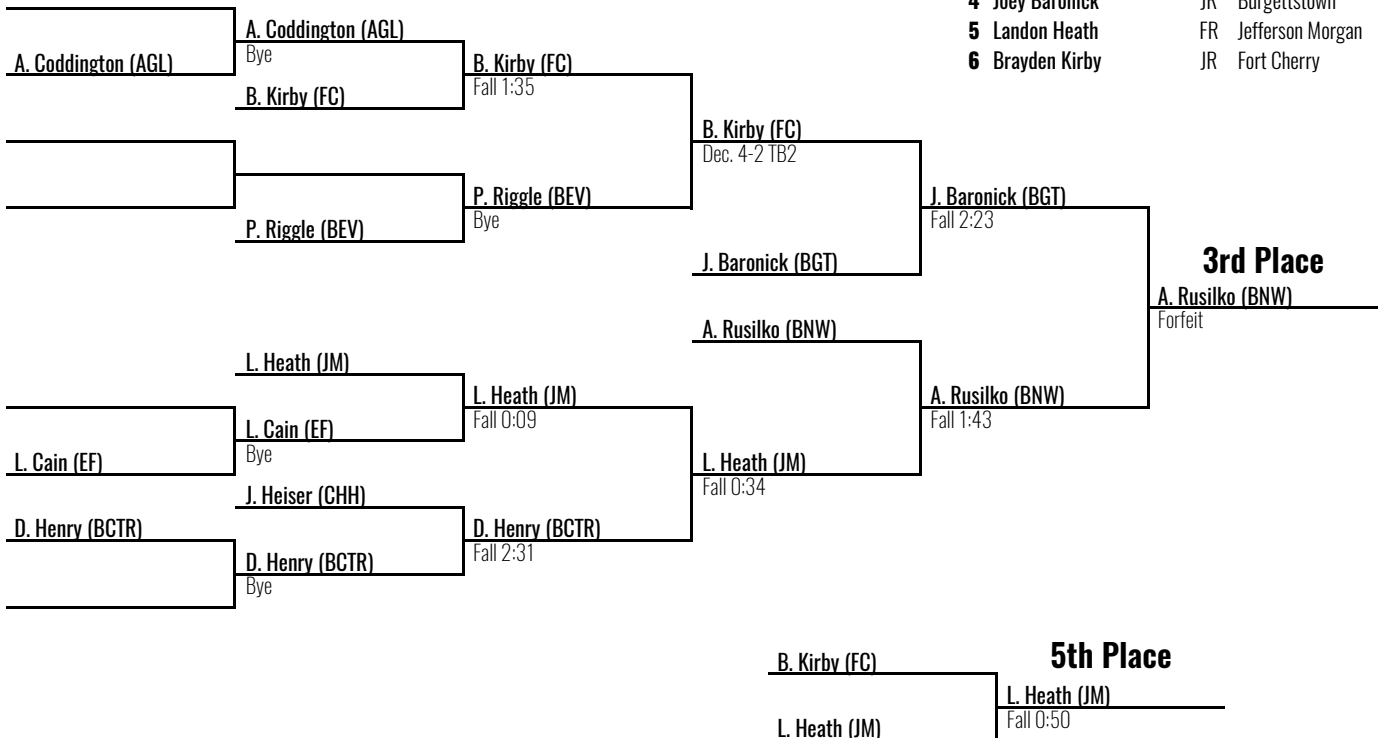 4 Joey Baronick JR Burgettstown
5 Landon Heath FR Jefferson Morgan
6 Brayden Kirby JR Fort Cherry
A. Coddington (AGL)
Bye
A. Coddington (AGL)
B. Kirby (FC)
Fall 1:35
B. Kirby (FC)
B. Kirby (FC)
Dec. 4-2 TB2
P. Riggle (BEV)
Bye
P. Riggle (BEV)
J. Baronick (BGT)
Fall 2:23
J. Baronick (BGT)
3rd Place
A. Rusilko (BNW)
Forfeit
A. Rusilko (BNW)
L. Heath (JM)
L. Heath (JM)
Fall 0:09
A. Rusilko (BNW)
Fall 1:43
L. Cain (EF)
Bye
L. Cain (EF)
L. Heath (JM)
Fall 0:34
J. Heiser (CHH)
D. Henry (BCTR)
D. Henry (BCTR)
Fall 2:31
D. Henry (BCTR)
Bye
5th Place
B. Kirby (FC)
L. Heath (JM)
Fall 0:50
L. Heath (JM)